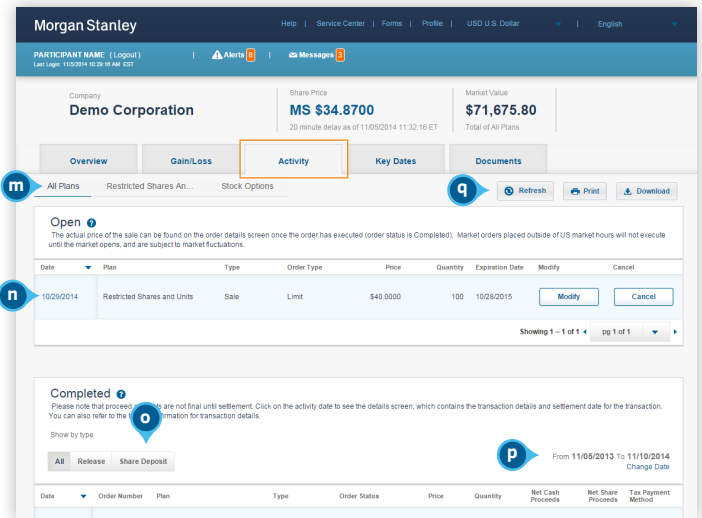 Morgan Stanley
Help | Service Center | Forms | Profile | USD U.S. Dollar | English
PARTICIPANT NAME ( Logout ) | Alerts 8 | Messages 3
Last Login: 11/5/2014 10:29:16 AM EST
Company
Demo Corporation
Share Price
MS $34.8700
20 minute delay as of 11/05/2014 11:32:16 ET
Market Value
$71,675.80
Total of All Plans
Overview Gain/Loss Activity Key Dates Documents
m All Plans Restricted Shares An... Stock Options
q Refresh Print Download
Open ?
The actual price of the sale can be found on the order details screen once the order has executed (order status is Completed). Market orders placed outside of US market hours will not execute
until the market opens, and are subject to market fluctuations.
Date Plan Type Order Type Price Quantity Expiration Date Modify Cancel
n 10/29/2014 Restricted Shares and Units Sale Limit $40.0000 100 10/28/2015 Modify Cancel
Showing 1 – 1 of 1 pg 1 of 1
Completed ?
Please note that proceed are not final until settlement. Click on the activity date to see the details screen, which contains the transaction details and settlement date for the transaction.
You can also refer to the for transaction details.
o
Show by type
All Release Share Deposit
p From 11/05/2013 To 11/10/2014
Change Date
Date Order Number Plan Type Order Status Price Quantity Net Cash Proceeds Net Share Proceeds Tax Payment Method